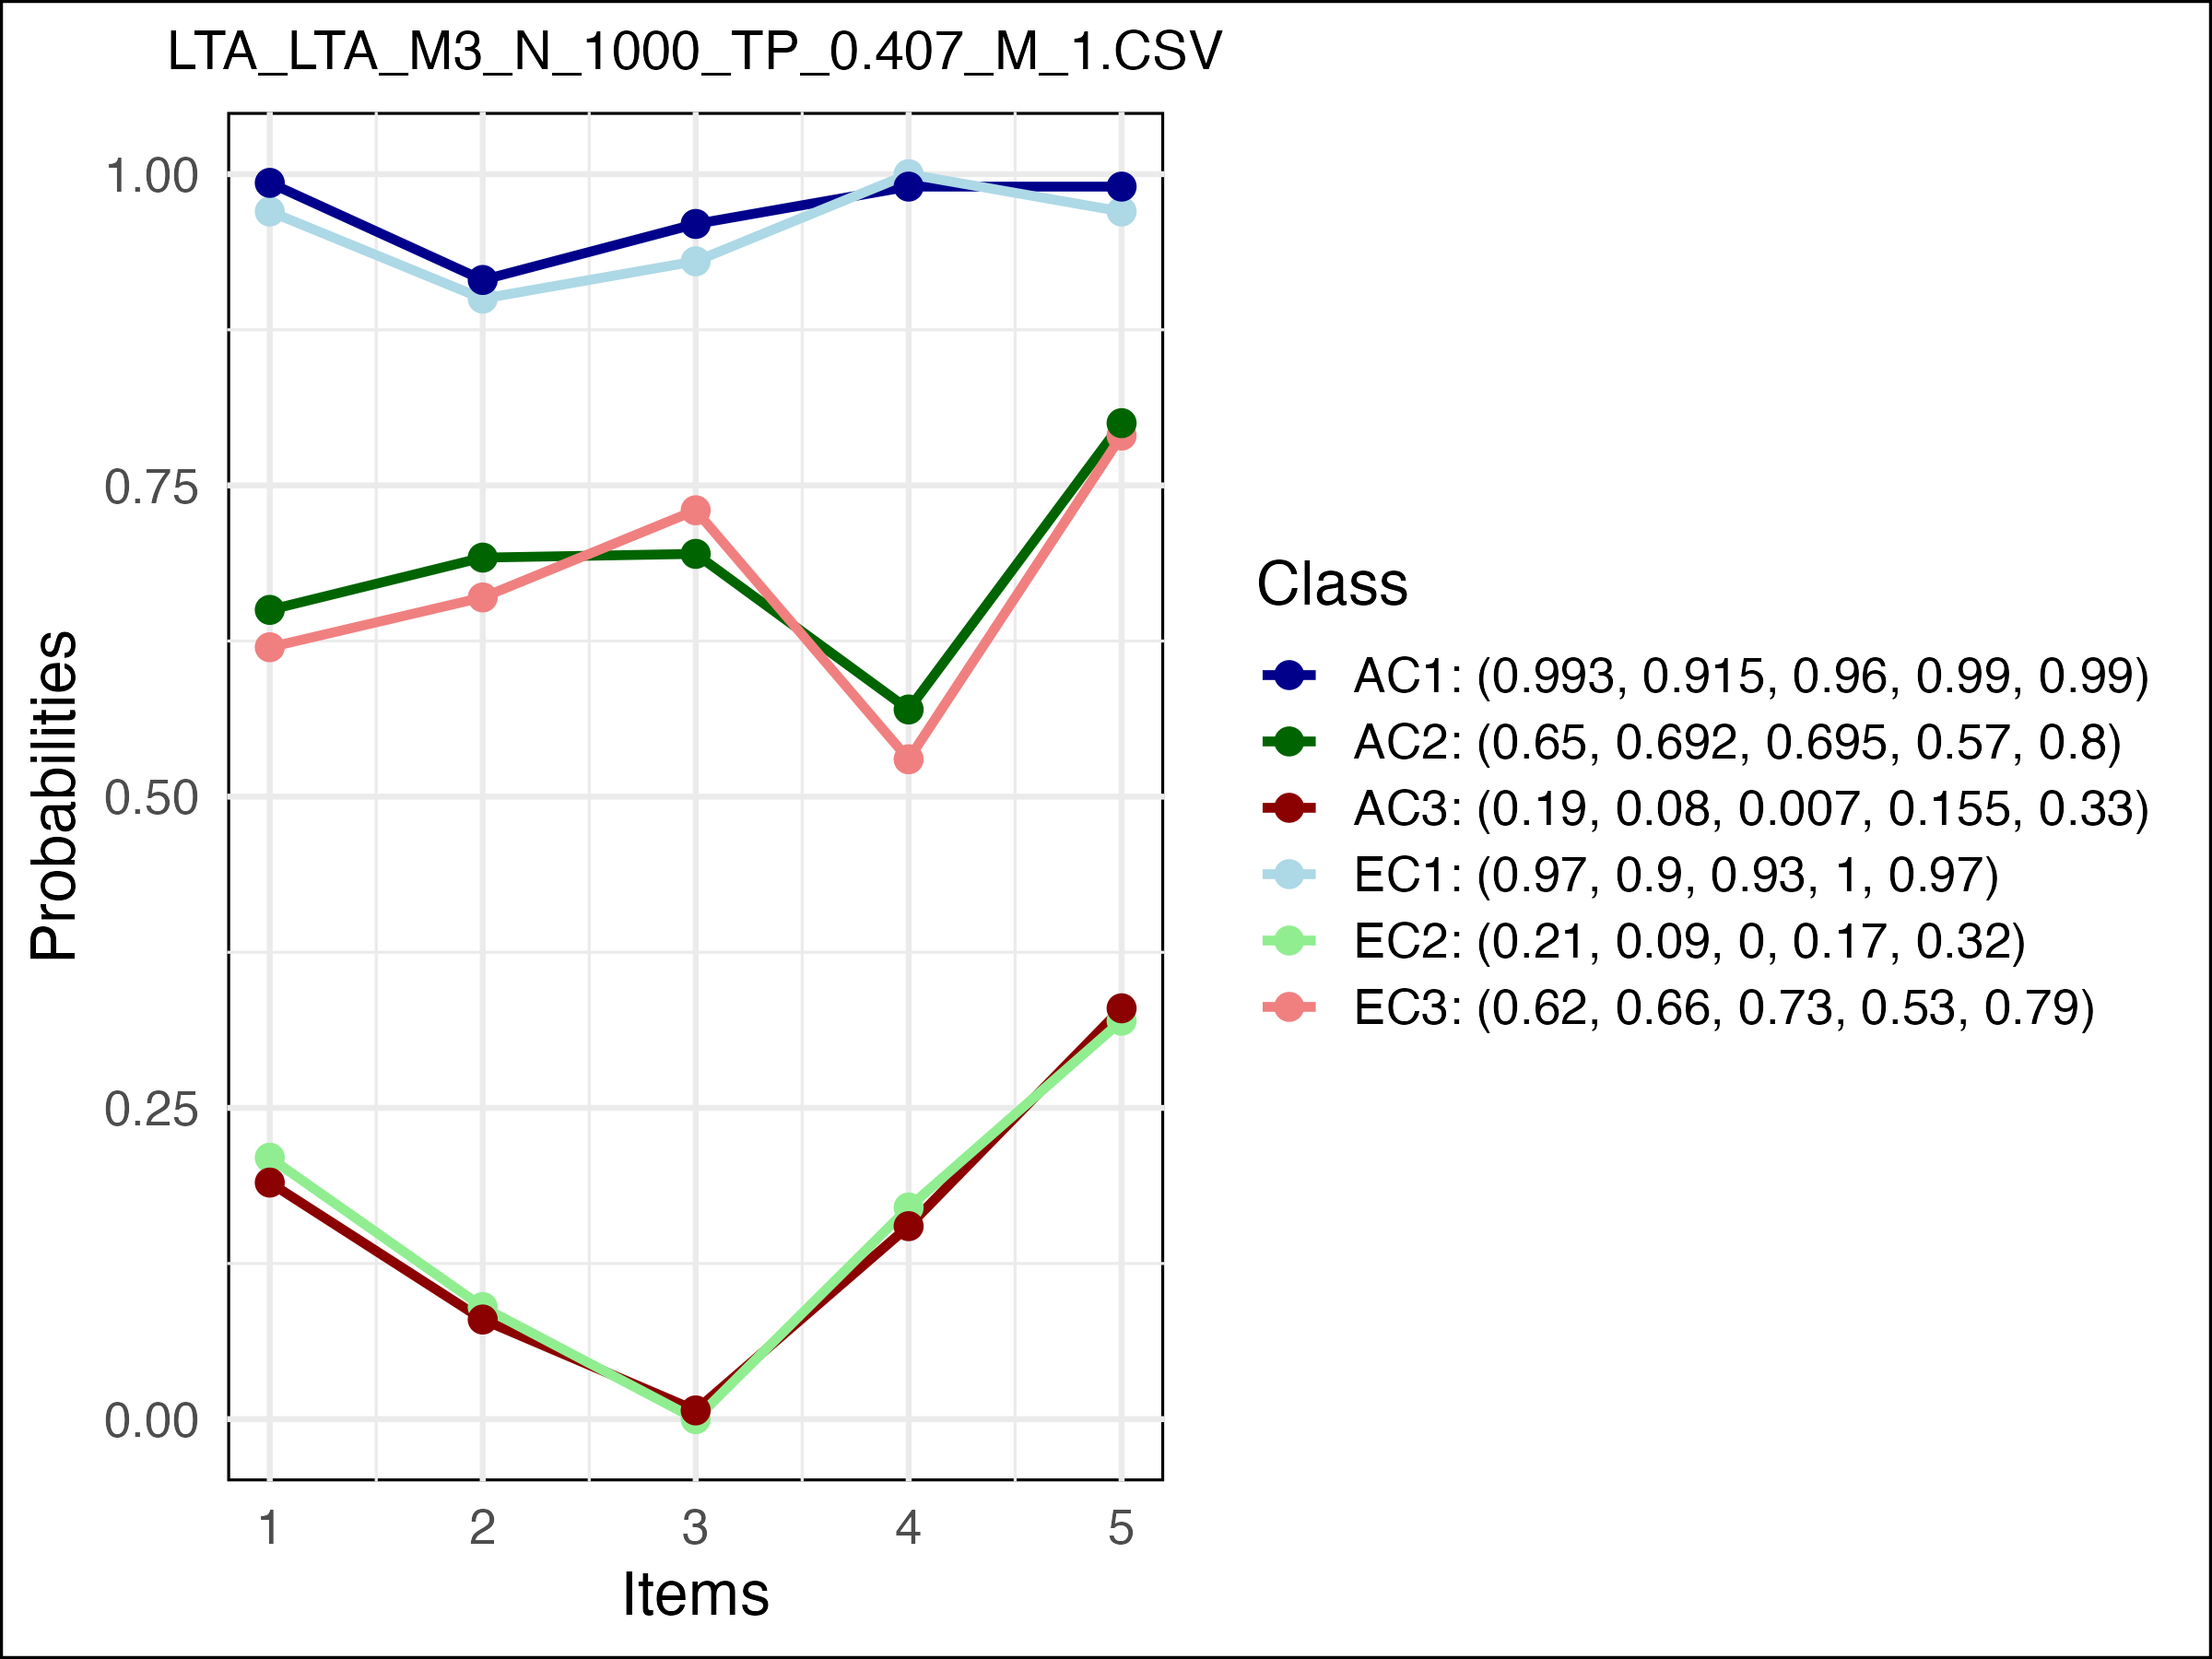 LTA_LTA_M3_N_1000_TP_0.407_M_1.CSV
1.00
0.75
0.50
0.25
0.00
Probabilities
1 2 3 4 5
Items
Class
AC1: (0.993, 0.915, 0.96, 0.99, 0.99)
AC2: (0.65, 0.692, 0.695, 0.57, 0.8)
AC3: (0.19, 0.08, 0.007, 0.155, 0.33)
EC1: (0.97, 0.9, 0.93, 1, 0.97)
EC2: (0.21, 0.09, 0, 0.17, 0.32)
EC3: (0.62, 0.66, 0.73, 0.53, 0.79)